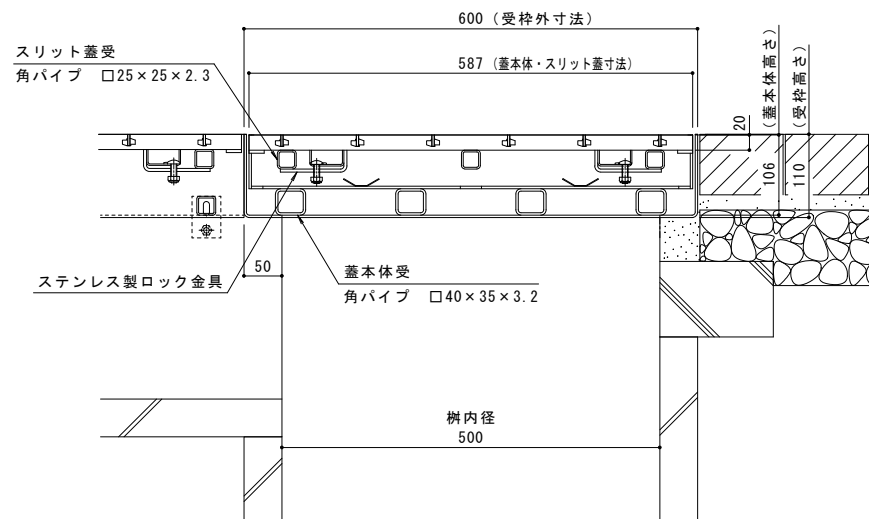 600（受枠外寸法）
スリット蓋受
角パイプ　□25×25×2.3
587（蓋本体・スリット蓋寸法）
20
106（蓋本体高さ）
110（受枠高さ）
50
ステンレス製ロック金具
蓋本体受
角パイプ　□40×35×3.2
桝内径
500